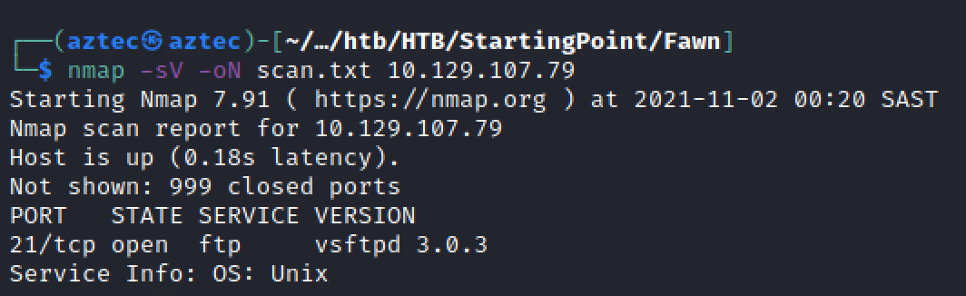 ┌──(aztec㉿aztec)-[~/…/htb/HTB/StartingPoint/Fawn]
└─$ nmap -sV -oN scan.txt 10.129.107.79
Starting Nmap 7.91 ( https://nmap.org ) at 2021-11-02 00:20 SAST
Nmap scan report for 10.129.107.79
Host is up (0.18s latency).
Not shown: 999 closed ports
PORT   STATE SERVICE VERSION
21/tcp open  ftp     vsftpd 3.0.3
Service Info: OS: Unix